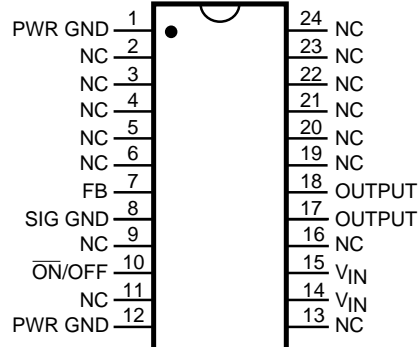 PWR GND 1 24 NC
NC 2 23 NC
NC 3 22 NC
NC 4 21 NC
NC 5 20 NC
NC 6 19 NC
FB 7 18 OUTPUT
SIG GND 8 17 OUTPUT
NC 9 16 NC
O̅N̅/OFF 10 15 VIN
NC 11 14 VIN
PWR GND 12 13 NC